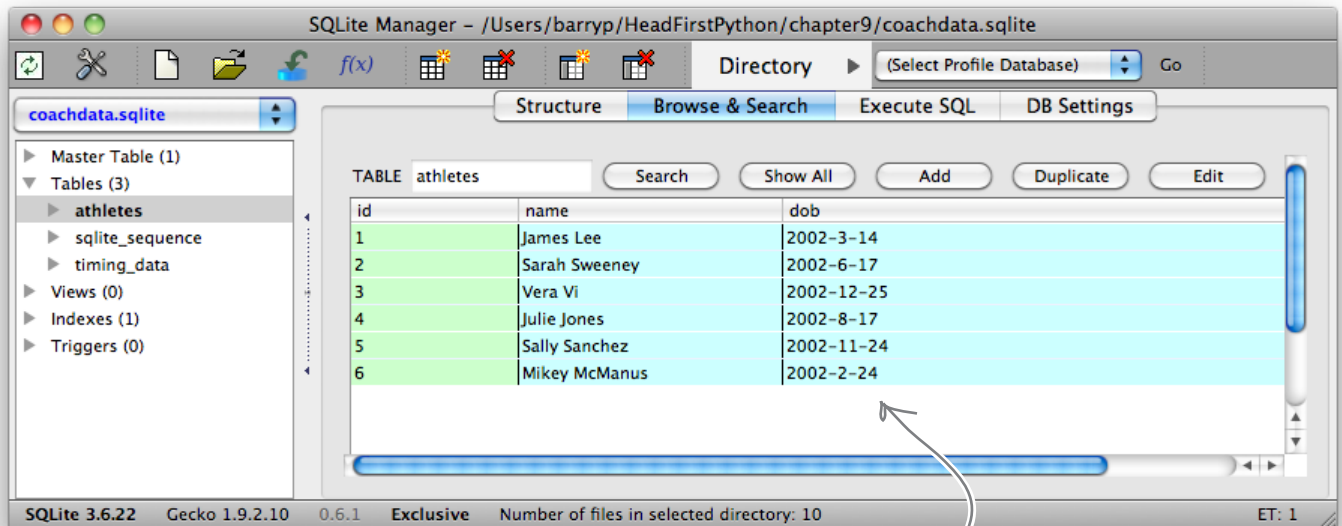 SQLite Manager - /Users/barryp/HeadFirstPython/chapter9/coachdata.sqlite
f(x) Directory (Select Profile Database) Go
coachdata.sqlite
Structure Browse & Search Execute SQL DB Settings
Master Table (1)
Tables (3)
athletes
sqlite_sequence
timing_data
Views (0)
Indexes (1)
Triggers (0)
TABLE athletes Search Show All Add Duplicate Edit
id name dob
1 James Lee 2002-3-14
2 Sarah Sweeney 2002-6-17
3 Vera Vi 2002-12-25
4 Julie Jones 2002-8-17
5 Sally Sanchez 2002-11-24
6 Mikey McManus 2002-2-24
SQLite 3.6.22 Gecko 1.9.2.10 0.6.1 Exclusive Number of files in selected directory: 10 ET: 1